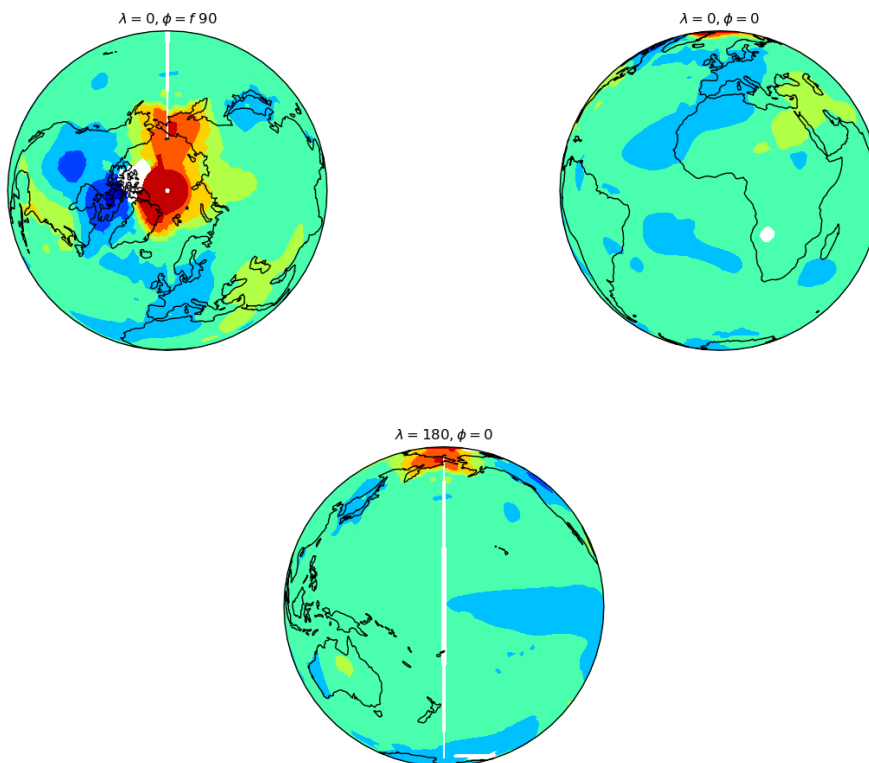 λ = 0, ϕ = f 90
λ = 0, ϕ = 0
λ = 180, ϕ = 0